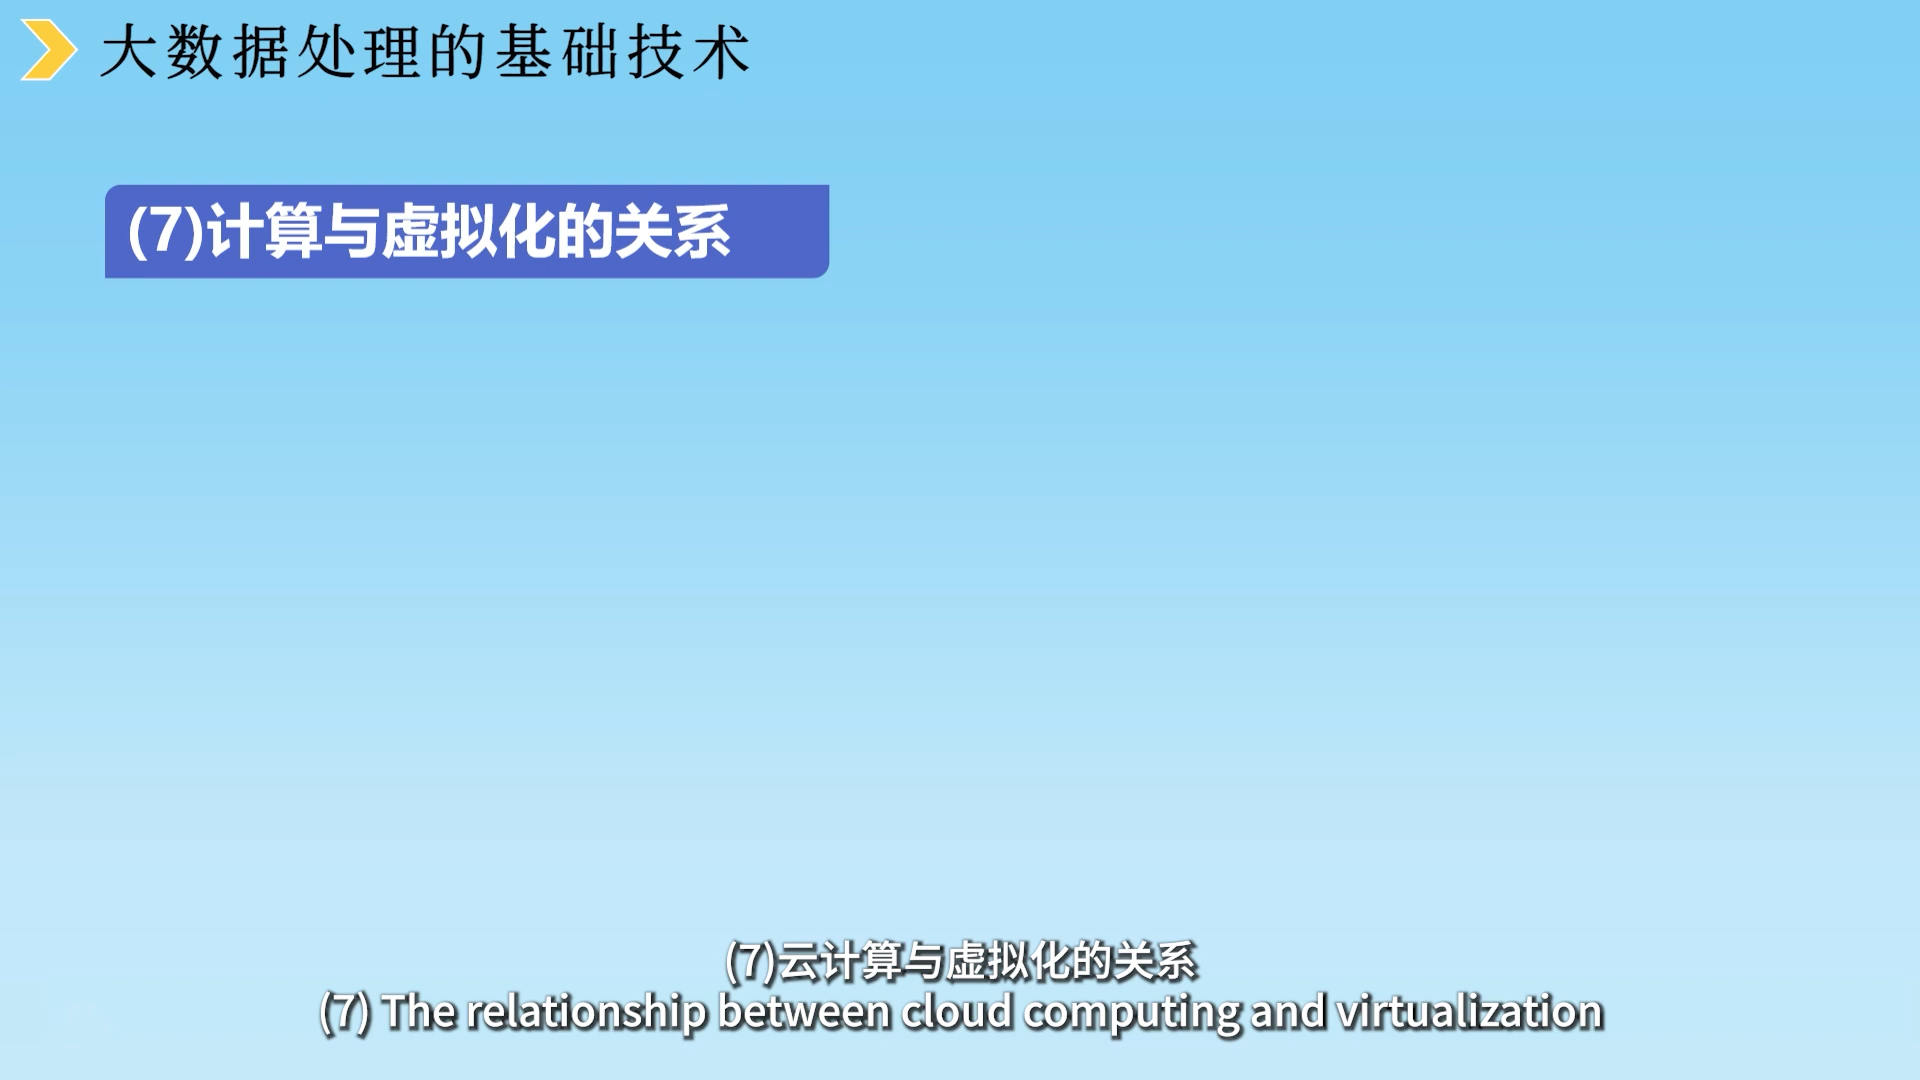 大数据处理的基础技术
(7)计算与虚拟化的关系
(7)云计算与虚拟化的关系
(7) The relationship between cloud computing and virtualization